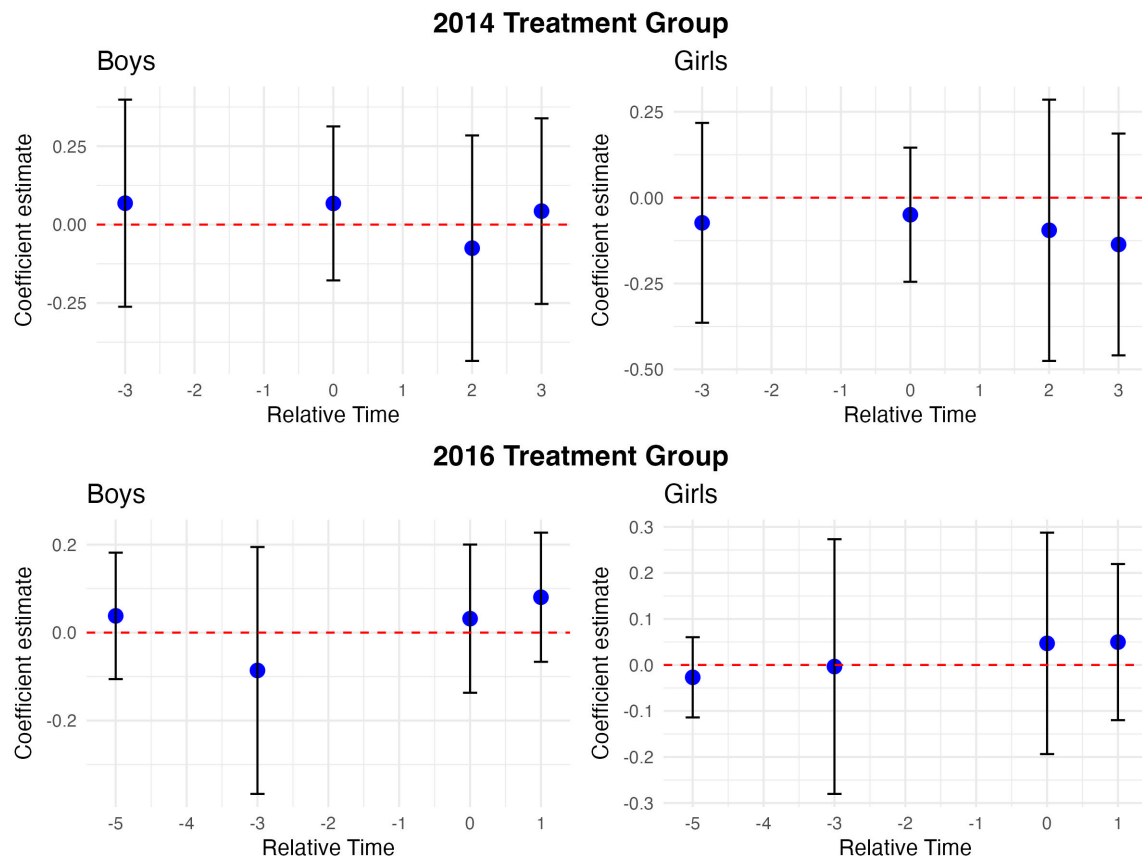 2014 Treatment Group
Boys
Coefficient estimate
0.25
0.00
-0.25
-3 -2 -1 0 1 2 3
Relative Time
Girls
Coefficient estimate
0.25
0.00
-0.25
-0.50
-3 -2 -1 0 1 2 3
Relative Time
2016 Treatment Group
Boys
Coefficient estimate
0.2
0.0
-0.2
-5 -4 -3 -2 -1 0 1
Relative Time
Girls
Coefficient estimate
0.3
0.2
0.1
0.0
-0.1
-0.2
-0.3
-5 -4 -3 -2 -1 0 1
Relative Time